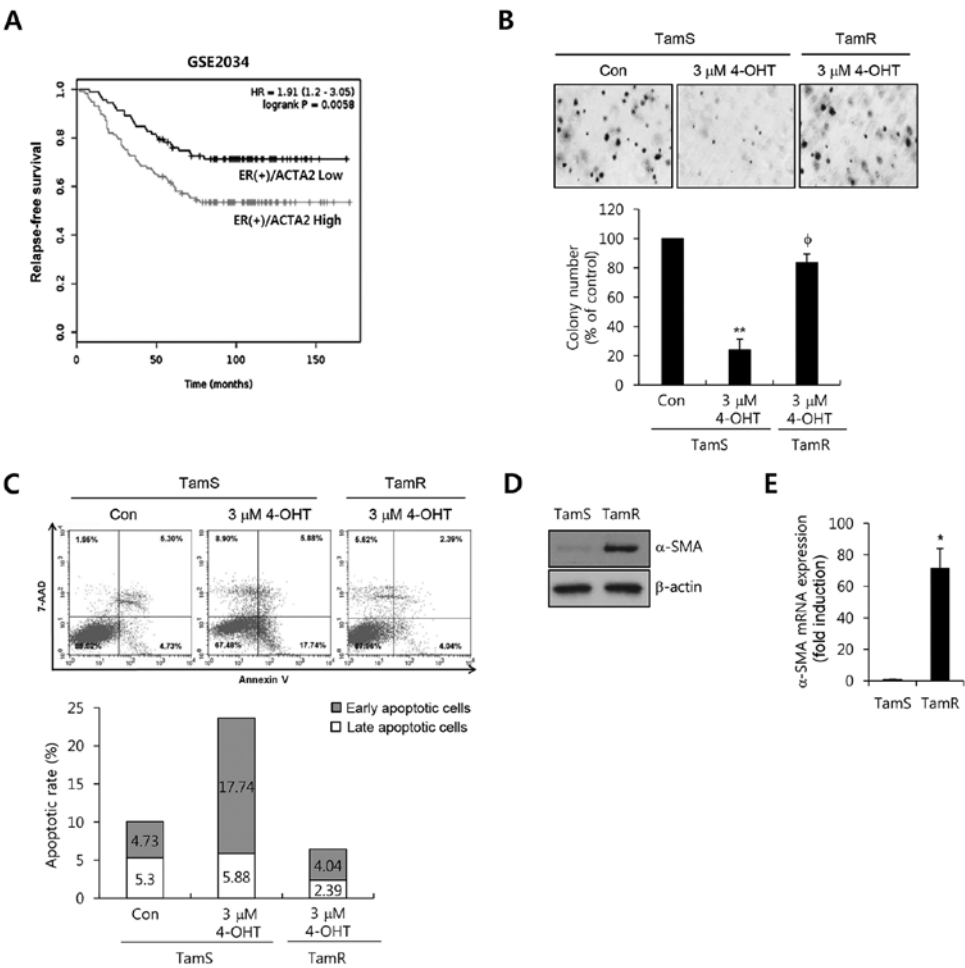 A
GSE2034
HR = 1.91 (1.2 - 3.05)
logrank P = 0.0058
ER(+)/ACTA2 Low
ER(+)/ACTA2 High
Relapse-free survival
1.0
0.8
0.6
0.4
0.2
0.0
0 50 100 150
Time (months)
B
TamS TamR
Con 3 μM 4-OHT 3 μM 4-OHT
Colony number
(% of control)
120
100
80
60
40
20
0
**
ϕ
Con 3 μM 3 μM
4-OHT 4-OHT
TamS TamR
C
TamS TamR
Con 3 μM 4-OHT 3 μM 4-OHT
7-AAD
1.95% 5.30% 8.90% 5.88% 5.62% 2.39%
4.73% 67.48% 17.74% 4.04%
Annexin V
Early apoptotic cells
Late apoptotic cells
Apoptotic rate (%)
25
20
15
10
5
0
4.73
5.3
17.74
5.88
4.04
2.39
Con 3 μM 3 μM
4-OHT 4-OHT
TamS TamR
D
TamS TamR
α-SMA
β-actin
E
α-SMA mRNA expression
(fold induction)
100
80
60
40
20
0
*
TamS TamR